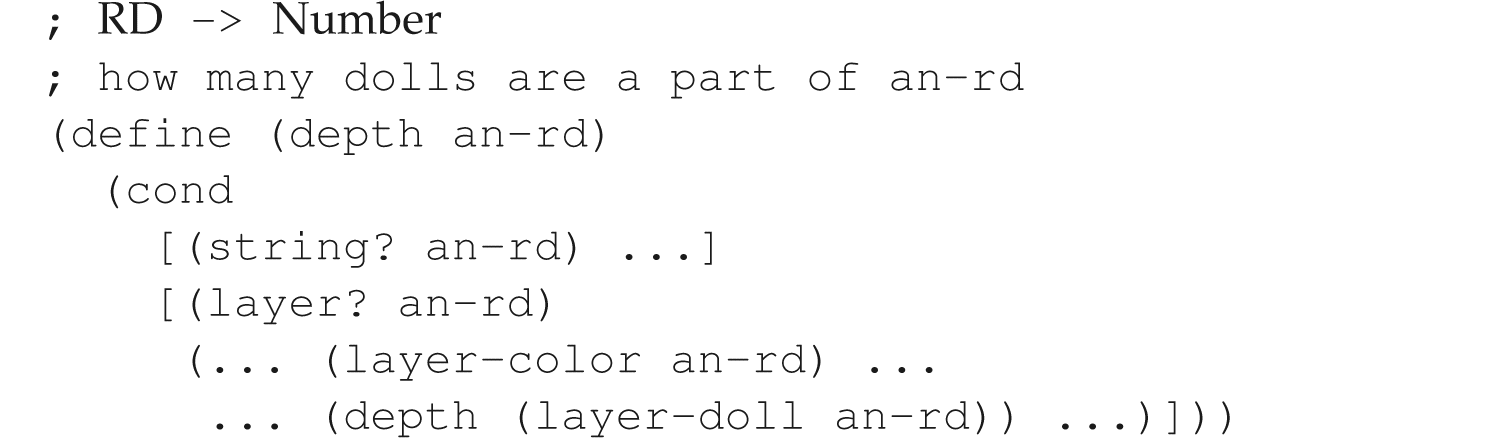 ; RD -> Number
; how many dolls are a part of an-rd
(define (depth an-rd)
  (cond
    [(string? an-rd) ...]
    [(layer? an-rd)
     (... (layer-color an-rd) ...
      ... (depth (layer-doll an-rd)) ...)]))